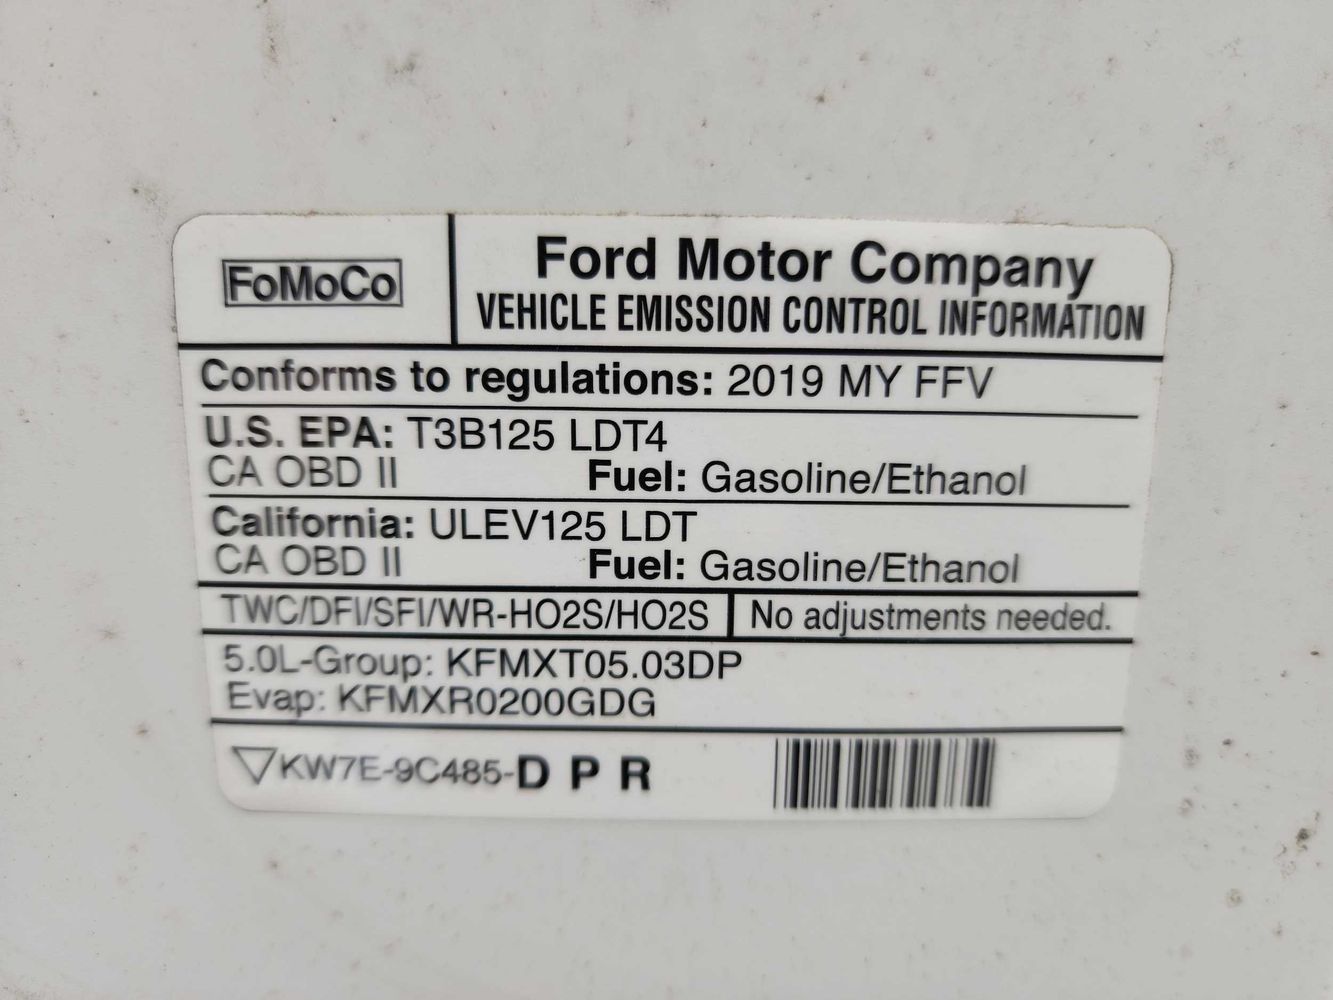 FoMoCo
Ford Motor Company
VEHICLE EMISSION CONTROL INFORMATION
Conforms to regulations: 2019 MY FFV
U.S. EPA: T3B125 LDT4
CA OBD II Fuel: Gasoline/Ethanol
California: ULEV125 LDT
CA OBD II Fuel: Gasoline/Ethanol
TWC/DFI/SFI/WR-HO2S/HO2S No adjustments needed.
5.0L-Group: KFMXT05.03DP
Evap: KFMXR0200GDG
▽KW7E-9C485-D P R